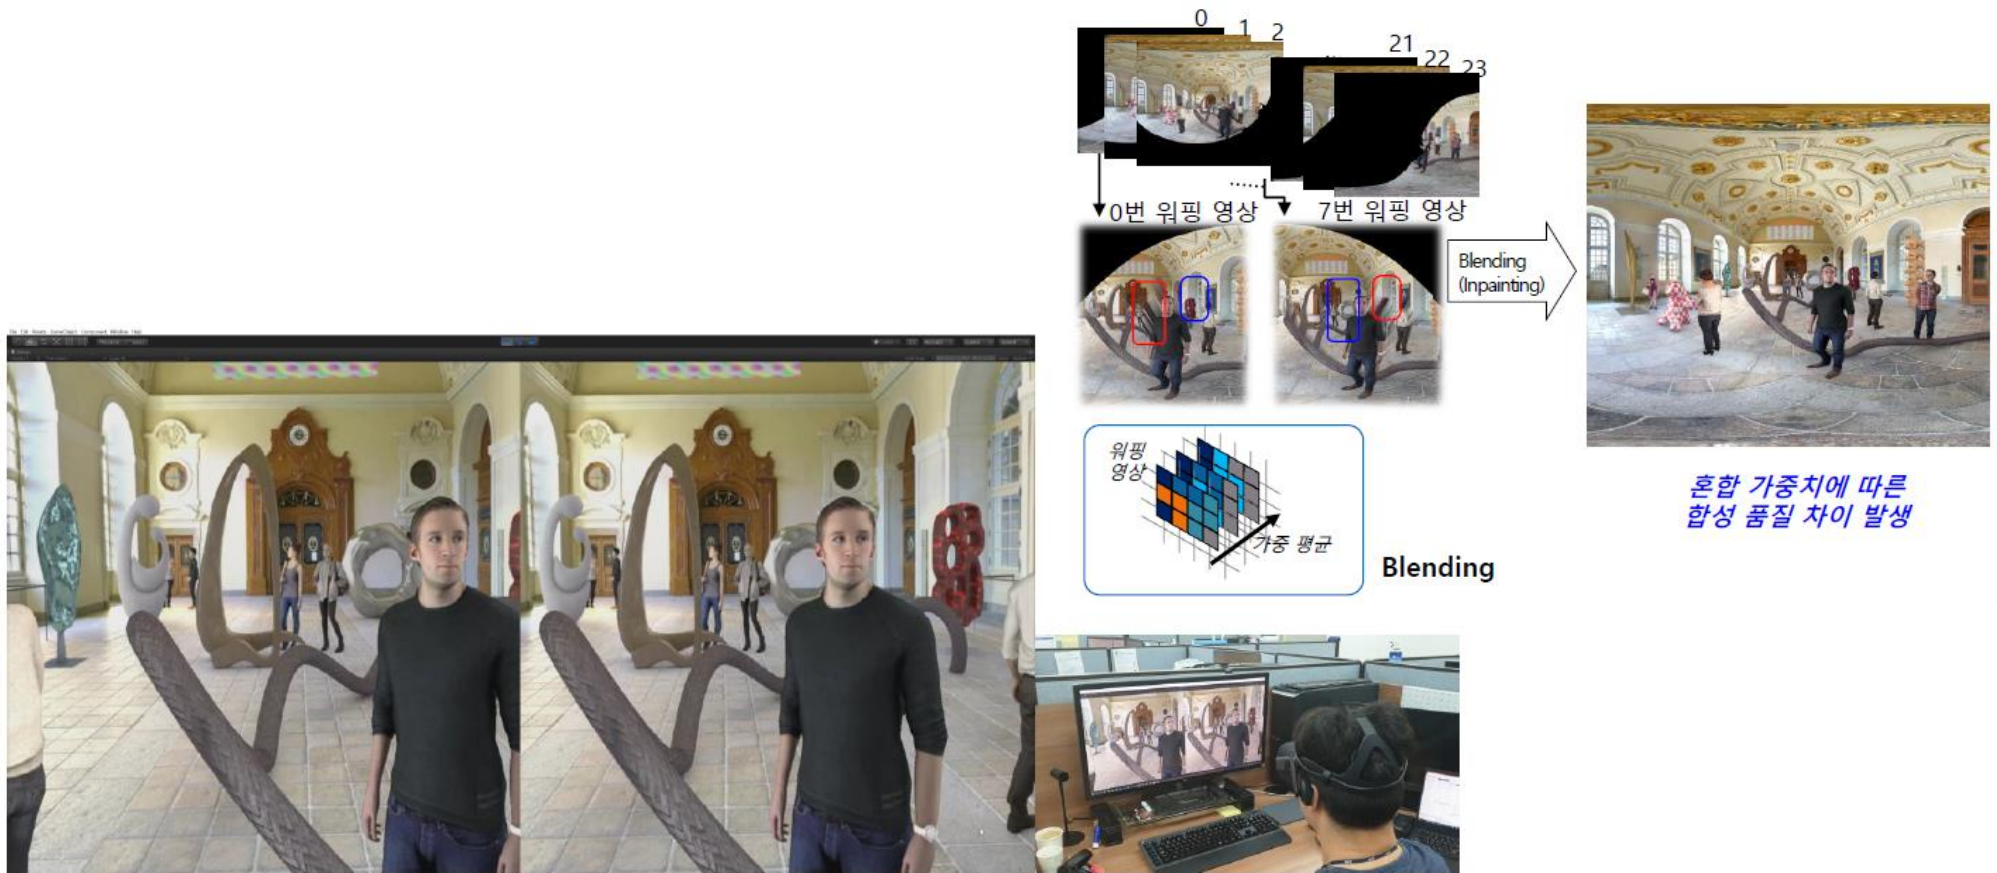 0
1
2
21
22
23
0번 워핑 영상
7번 워핑 영상
Blending
(Inpainting)
워핑
영상
가중 평균
Blending
혼합 가중치에 따른
합성 품질 차이 발생